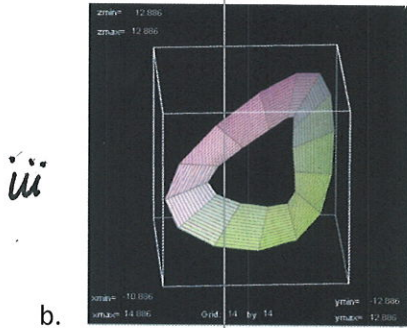 zmin= -12.886
zmax= 12.886
iii
xmin= -10.886
xmax= 14.886
Grid: 14 by 14
ymin= -12.886
ymax= 12.886
b.